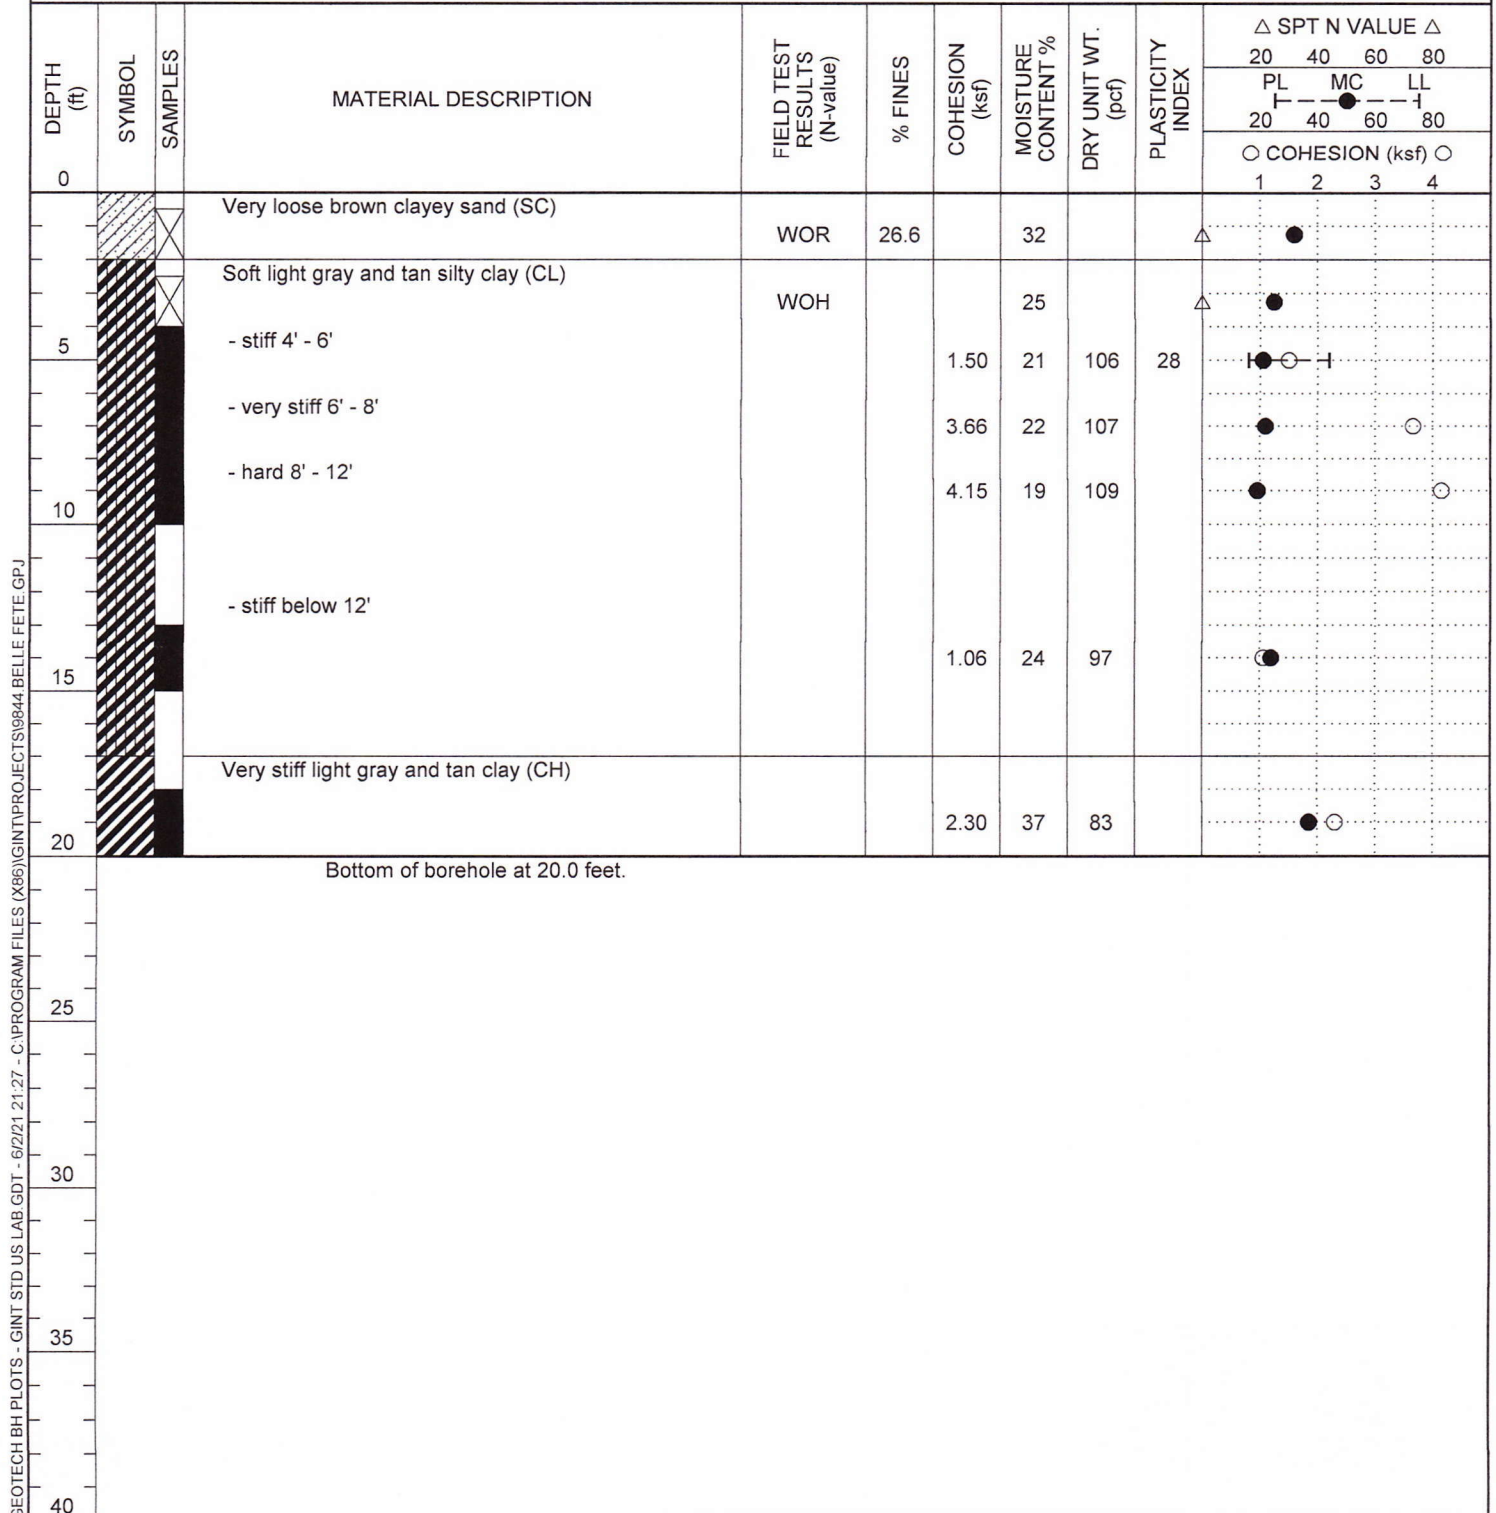 DEPTH
(ft)
SYMBOL
SAMPLES
MATERIAL DESCRIPTION
FIELD TEST
RESULTS
(N-value)
% FINES
COHESION
(ksf)
MOISTURE
CONTENT %
DRY UNIT WT.
(pcf)
PLASTICITY
INDEX
△ SPT N VALUE △
20 40 60 80
PL MC LL
20 40 60 80
○ COHESION (ksf) ○
1 2 3 4
0
Very loose brown clayey sand (SC)
WOR 26.6 32
Soft light gray and tan silty clay (CL)
WOH 25
- stiff 4' - 6'
5
1.50 21 106 28
- very stiff 6' - 8'
3.66 22 107
- hard 8' - 12'
4.15 19 109
10
- stiff below 12'
1.06 24 97
15
Very stiff light gray and tan clay (CH)
2.30 37 83
20
Bottom of borehole at 20.0 feet.
25
30
35
40
GEOTECH BH PLOTS - GINT STD US LAB.GDT - 6/2/21 21:27 - C:\PROGRAM FILES (X86)\GINT\PROJECTS\9844.BELLE FETE.GPJ